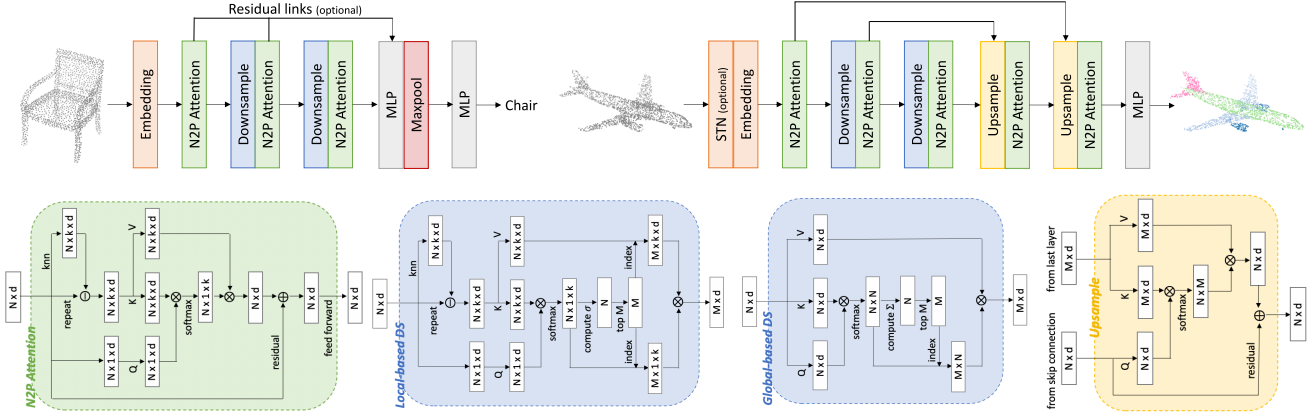 Residual links (optional)
Embedding
N2P Attention
Downsample
N2P Attention
Downsample
N2P Attention
MLP
Maxpool
MLP
Chair
STN (optional)
Embedding
N2P Attention
Downsample
N2P Attention
Downsample
N2P Attention
Upsample
N2P Attention
Upsample
N2P Attention
MLP
N2P Attention
N x d
knn
N x k x d
repeat
N x k x d
V
N x k x d
K
N x k x d
N x 1 x d
Q
N x 1 x d
softmax
N x 1 x k
N x d
residual
N x d
feed forward
N x d
Local-based DS
N x d
knn
N x k x d
repeat
N x k x d
V
N x k x d
K
N x k x d
N x 1 x d
Q
N x 1 x d
softmax
N x 1 x k
compute σ
N
top M
M
index
M x k x d
index
M x 1 x k
M x d
Global-based DS
N x d
V
N x d
K
N x d
Q
N x d
softmax
N x N
compute Σ
N
top M
M
index
M x N
M x d
Upsample
from last layer
M x d
from skip connection
N x d
V
M x d
K
M x d
Q
N x d
softmax
N x M
N x d
residual
N x d